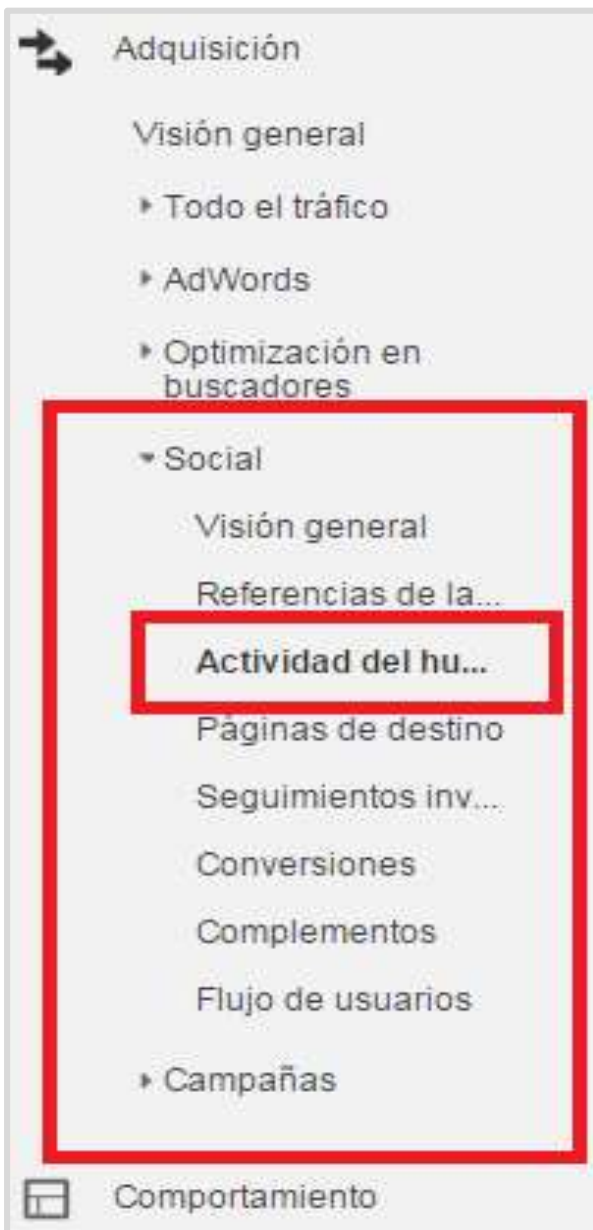 Adquisición
Visión general
Todo el tráfico
AdWords
Optimización en
buscadores
Social
Visión general
Referencias de la...
Actividad del hu...
Páginas de destino
Seguimientos inv...
Conversiones
Complementos
Flujo de usuarios
Campañas
Comportamiento